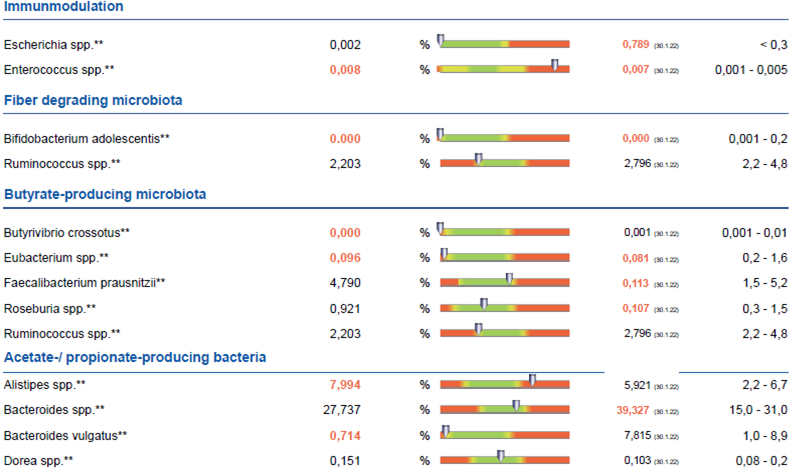 Immunmodulation
Escherichia spp.** 0,002 % 0,789 (30.1.22) < 0,3
Enterococcus spp.** 0,008 % 0,007 (30.1.22) 0,001 - 0,005
Fiber degrading microbiota
Bifidobacterium adolescentis** 0,000 % 0,000 (30.1.22) 0,001 - 0,2
Ruminococcus spp.** 2,203 % 2,796 (30.1.22) 2,2 - 4,8
Butyrate-producing microbiota
Butyrivibrio crossotus** 0,000 % 0,001 (30.1.22) 0,001 - 0,01
Eubacterium spp.** 0,096 % 0,081 (30.1.22) 0,2 - 1,6
Faecalibacterium prausnitzii** 4,790 % 0,113 (30.1.22) 1,5 - 5,2
Roseburia spp.** 0,921 % 0,107 (30.1.22) 0,3 - 1,5
Ruminococcus spp.** 2,203 % 2,796 (30.1.22) 2,2 - 4,8
Acetate-/ propionate-producing bacteria
Alistipes spp.** 7,994 % 5,921 (30.1.22) 2,2 - 6,7
Bacteroides spp.** 27,737 % 39,327 (30.1.22) 15,0 - 31,0
Bacteroides vulgatus** 0,714 % 7,815 (30.1.22) 1,0 - 8,9
Dorea spp.** 0,151 % 0,103 (30.1.22) 0,08 - 0,2